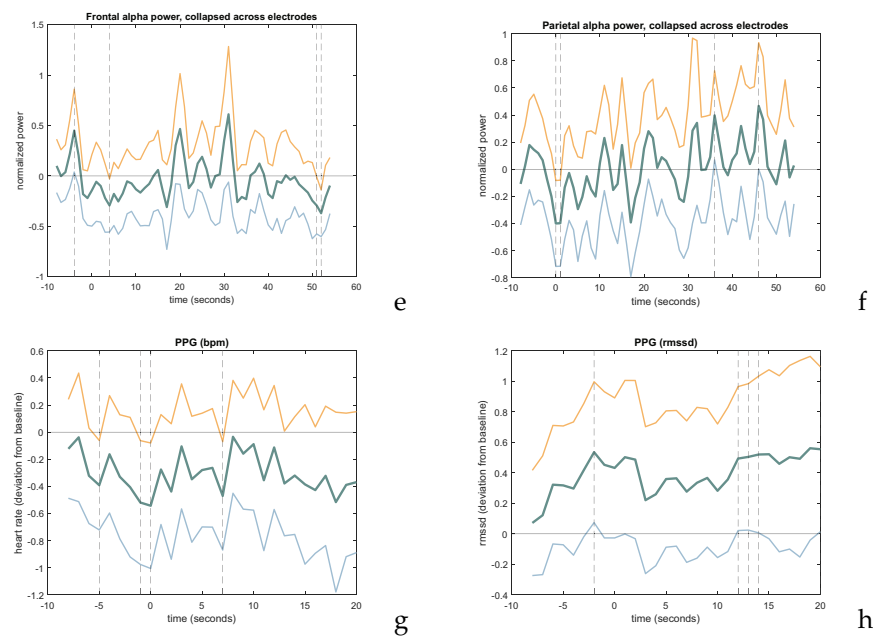 Frontal alpha power, collapsed across electrodes
1.5
1
0.5
0
-0.5
-1
normalized power
-10 0 10 20 30 40 50 60
time (seconds)
e
Parietal alpha power, collapsed across electrodes
1
0.8
0.6
0.4
0.2
0
-0.2
-0.4
-0.6
-0.8
normalized power
-10 0 10 20 30 40 50 60
time (seconds)
f
PPG (bpm)
0.6
0.4
0.2
0
-0.2
-0.4
-0.6
-0.8
-1
-1.2
heart rate (deviation from baseline)
-10 -5 0 5 10 15 20
time (seconds)
g
PPG (rmssd)
1.2
1
0.8
0.6
0.4
0.2
0
-0.2
-0.4
rmssd (deviation from baseline)
-10 -5 0 5 10 15 20
time (seconds)
h